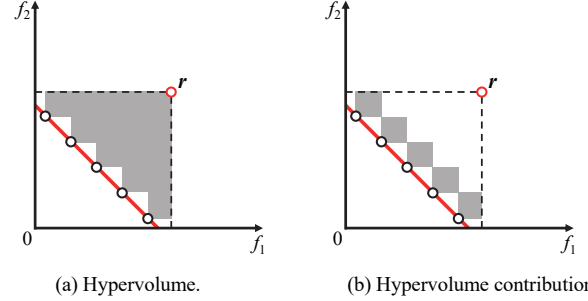 f2
r
0
f1
(a) Hypervolume.
f2
r
0
f1
(b) Hypervolume contribution